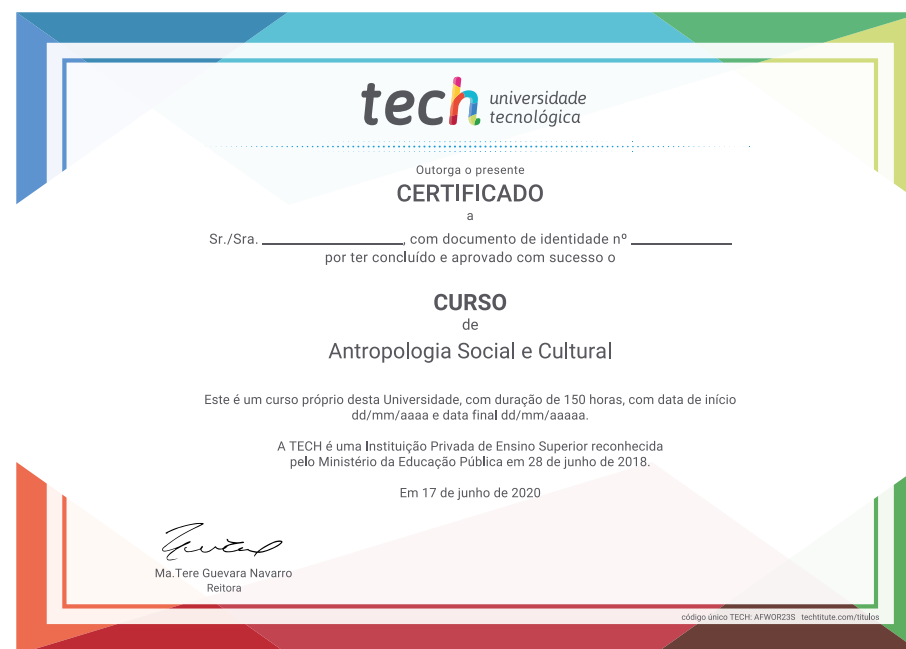 tech universidade
tecnológica
Outorga o presente
CERTIFICADO
a
Sr./Sra. ________________, com documento de identidade nº ____________
por ter concluído e aprovado com sucesso o
CURSO
de
Antropologia Social e Cultural
Este é um curso próprio desta Universidade, com duração de 150 horas, com data de início
dd/mm/aaaa e data final dd/mm/aaaaa.
A TECH é uma Instituição Privada de Ensino Superior reconhecida
pelo Ministério da Educação Pública em 28 de junho de 2018.
Em 17 de junho de 2020
Ma.Tere Guevara Navarro
Reitora
código único TECH: AFWOR23S techtitute.com/titulos